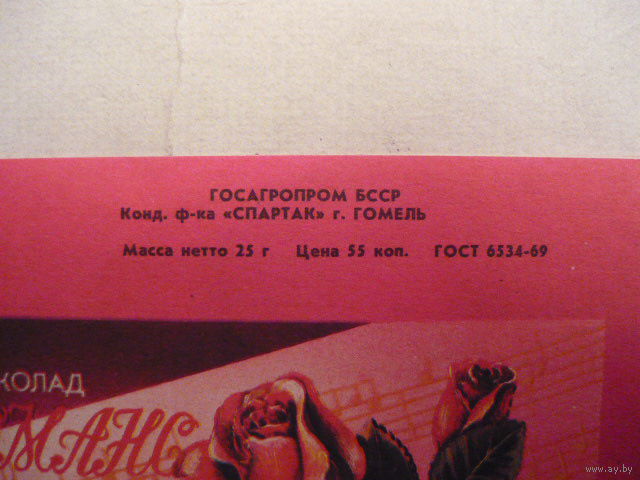 ГОСАГРОПРОМ БССР
Конд. ф-ка «СПАРТАК» г. ГОМЕЛЬ
Масса нетто 25 г Цена 55 коп. ГОСТ 6534-69
КОЛАД
МАНС
www.ay.by